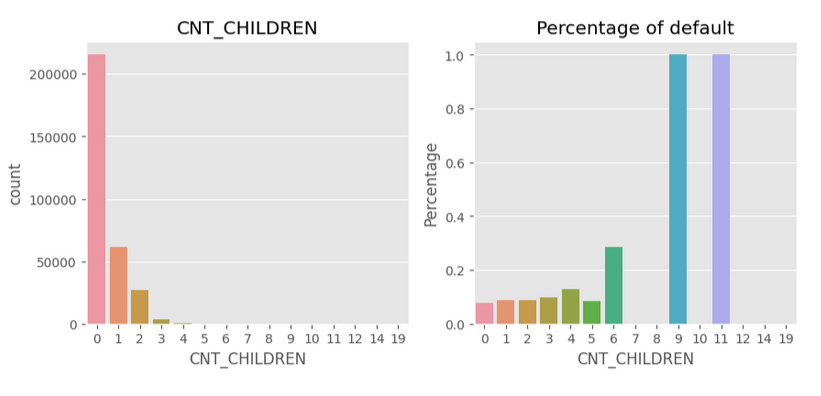 CNT_CHILDREN
200000
150000
100000
50000
0
count
0 1 2 3 4 5 6 7 8 9 10 11 12 14 19
CNT_CHILDREN
Percentage of default
1.0
0.8
0.6
0.4
0.2
0.0
Percentage
0 1 2 3 4 5 6 7 8 9 10 11 12 14 19
CNT_CHILDREN